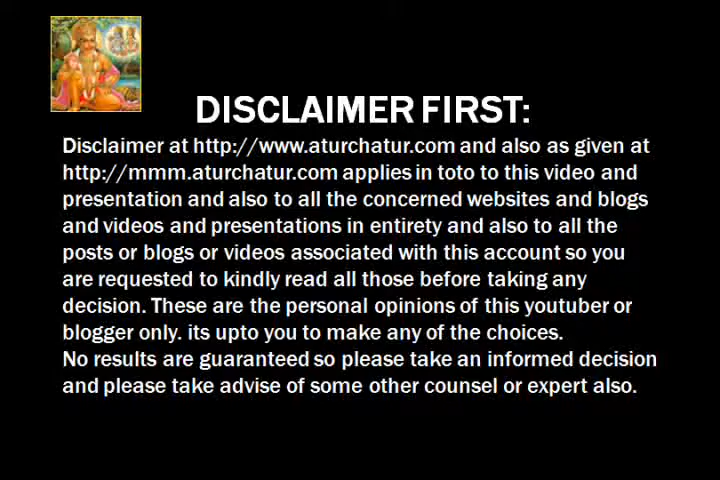 DISCLAIMER FIRST:
Disclaimer at http://www.aturchatur.com and also as given at
http://mmm.aturchatur.com applies in toto to this video and
presentation and also to all the concerned websites and blogs
and videos and presentations in entirety and also to all the
posts or blogs or videos associated with this account so you
are requested to kindly read all those before taking any
decision. These are the personal opinions of this youtuber or
blogger only. its upto you to make any of the choices.
No results are guaranteed so please take an informed decision
and please take advise of some other counsel or expert also.